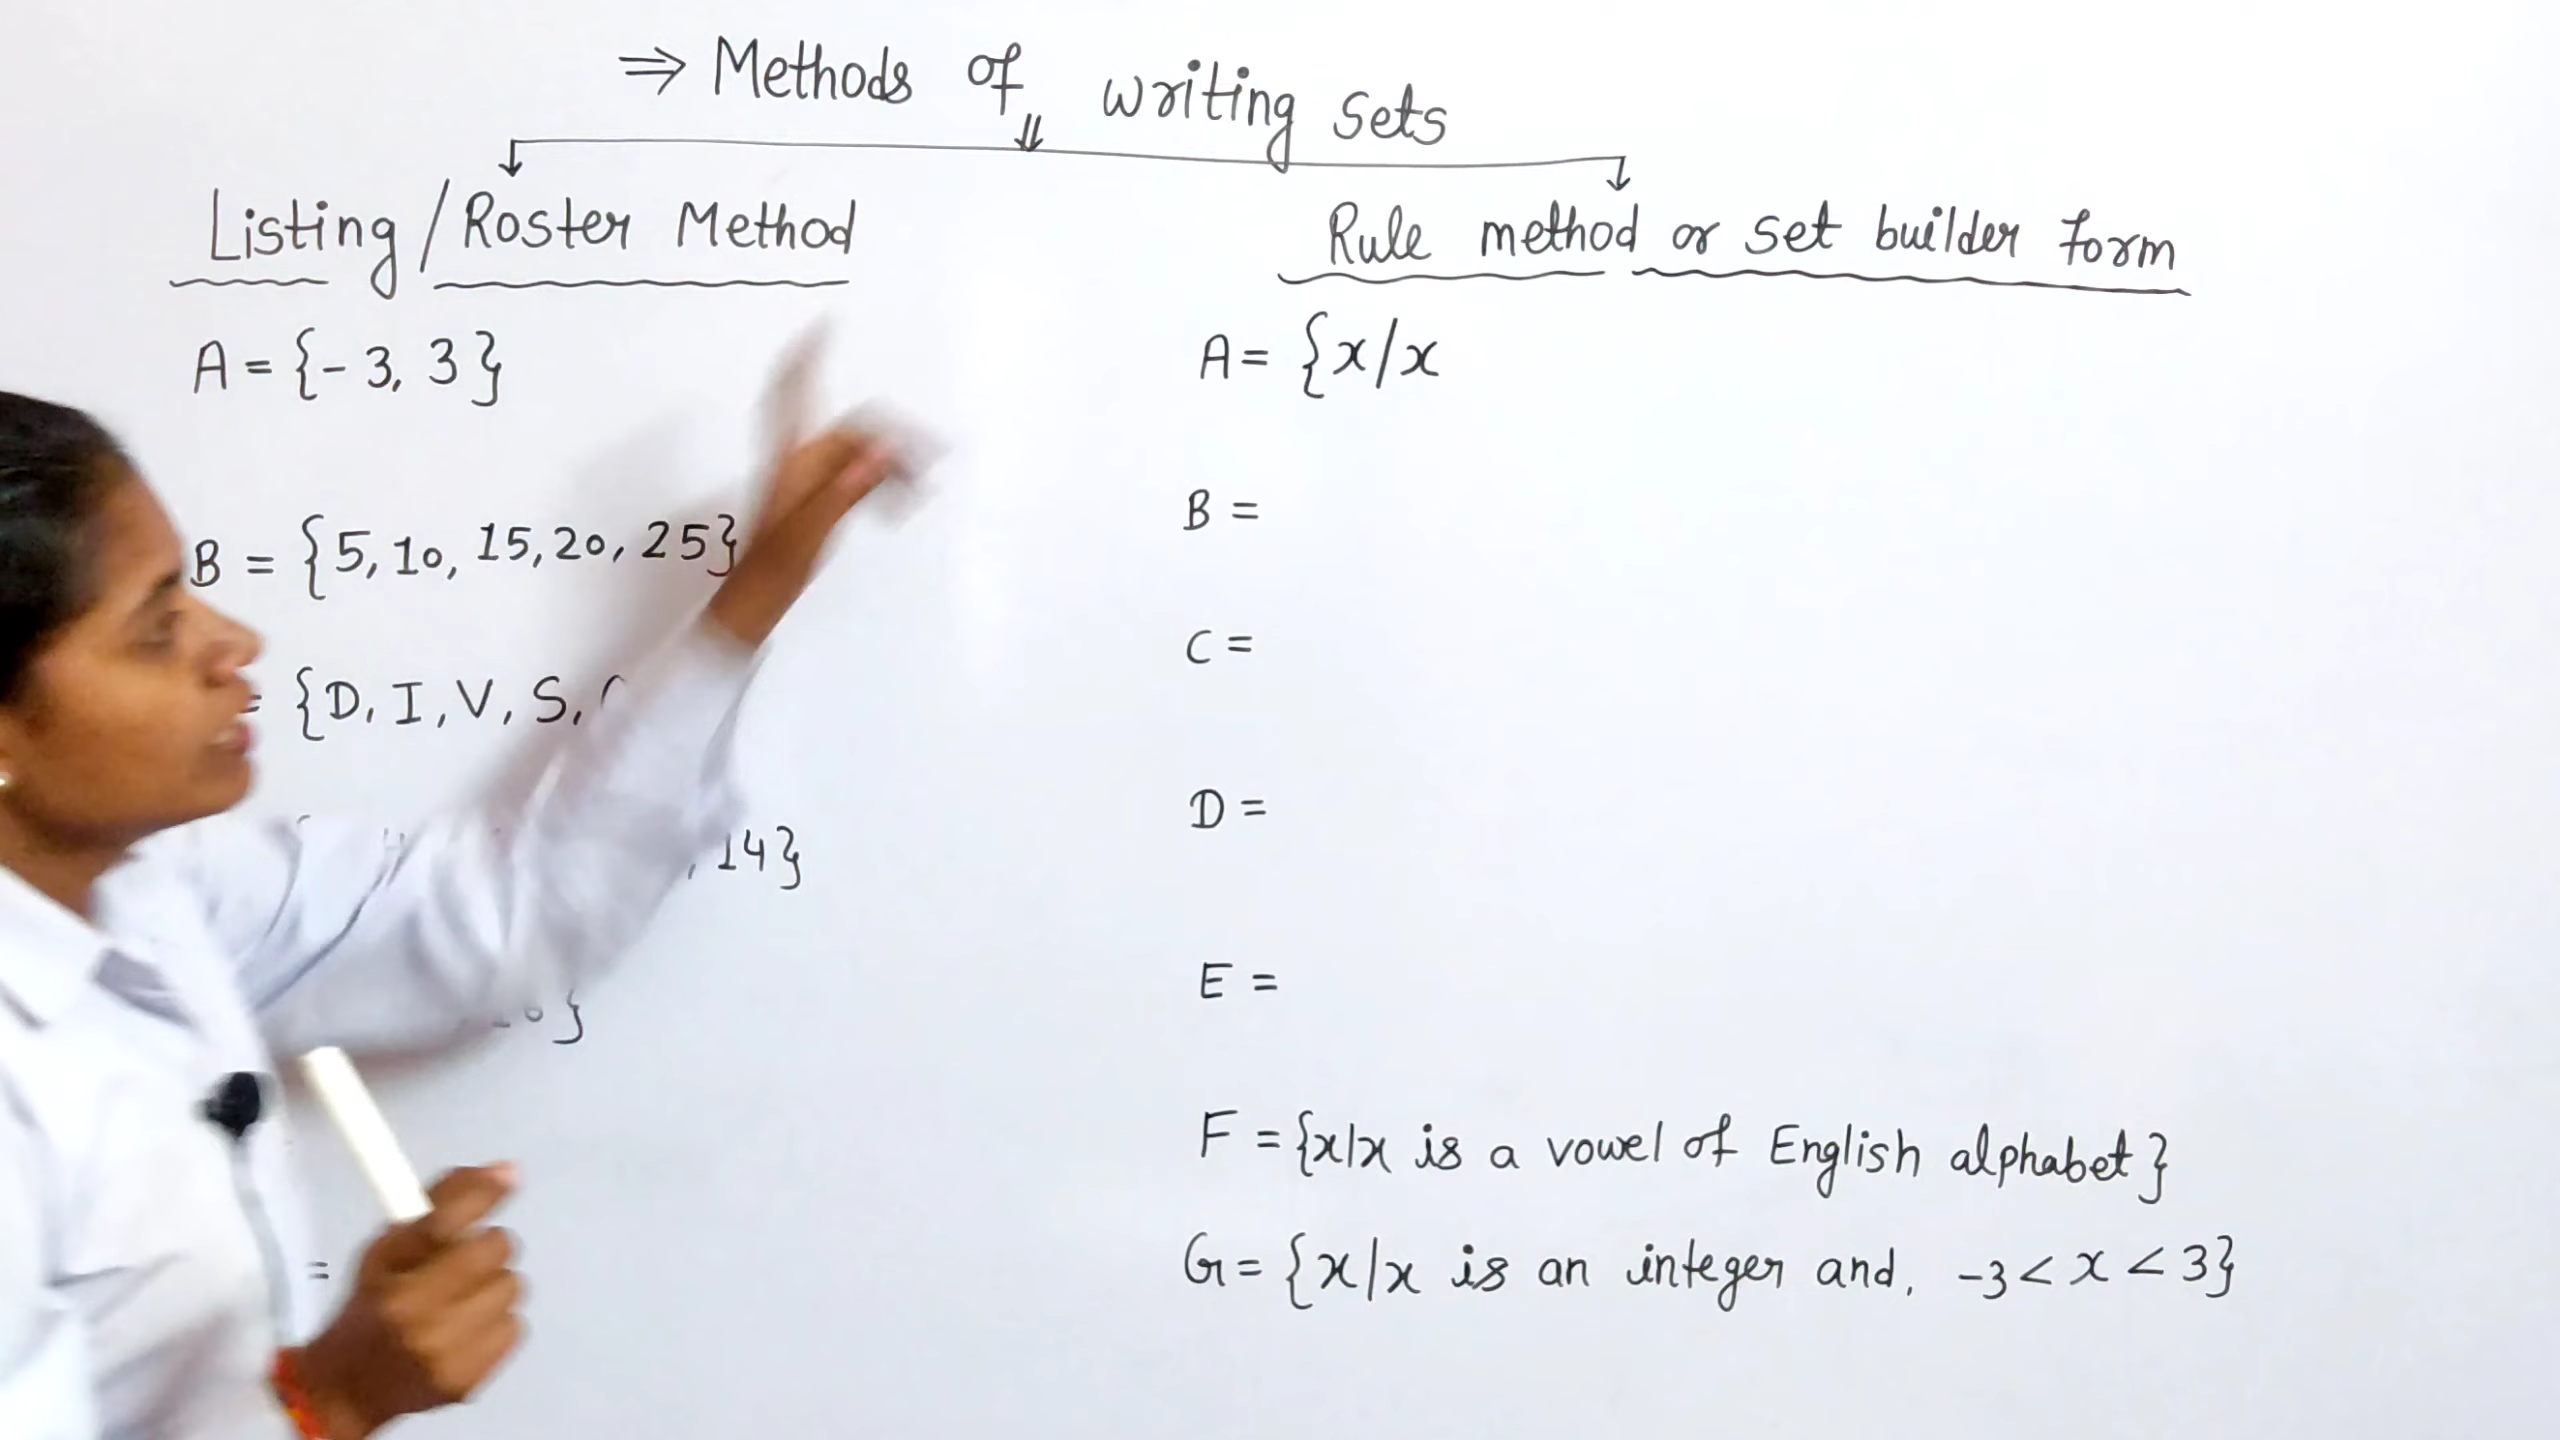 ⇒ Methods of writing sets
Listing / Roster Method
A = {- 3, 3}
B = {5, 10, 15, 20, 25}
= {D, I, V, S,
, 14}
}
=
Rule method or set builder form
A = {x/x
B =
C =
D =
E =
F = {x|x is a vowel of English alphabet}
G = {x/x is an integer and, -3 < x < 3}